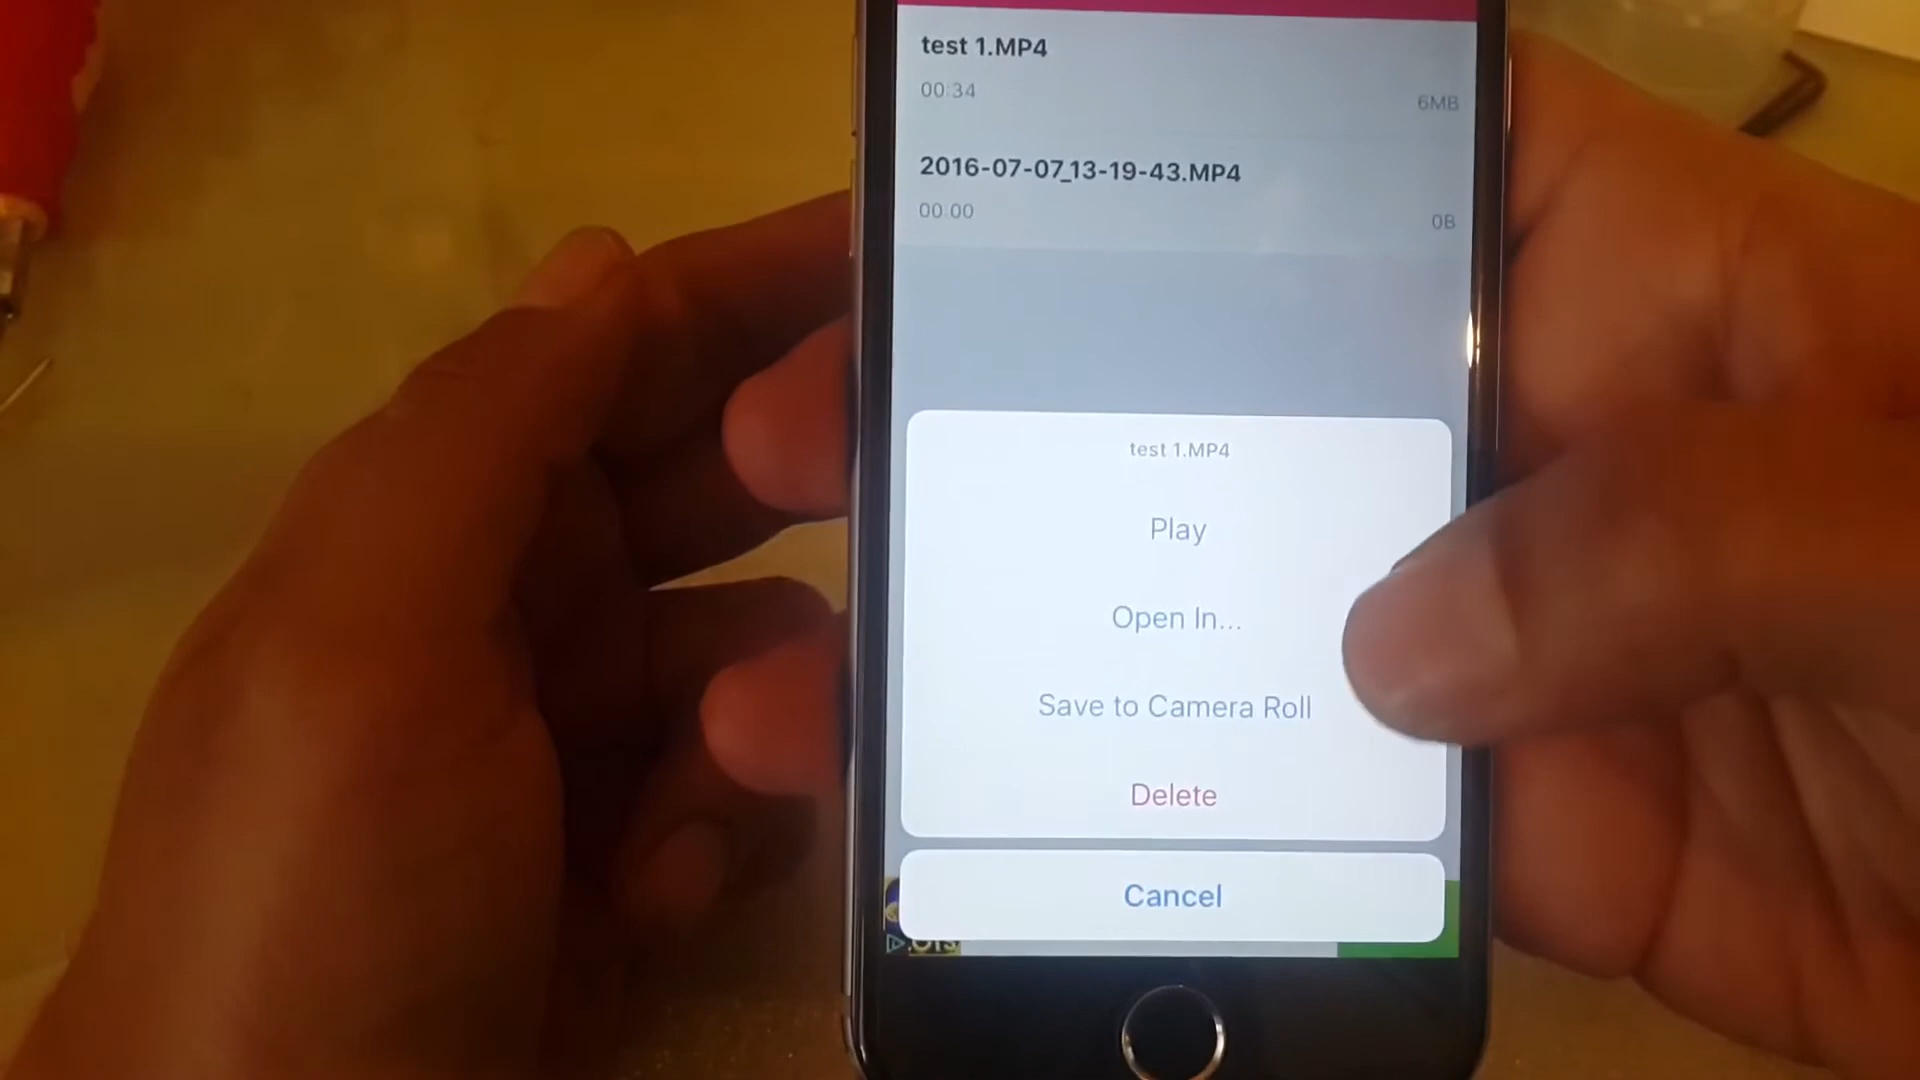 test 1.MP4
00:34
6MB
2016-07-07_13-19-43.MP4
00:00
0B
test 1.MP4
Play
Open In...
Save to Camera Roll
Delete
Cancel